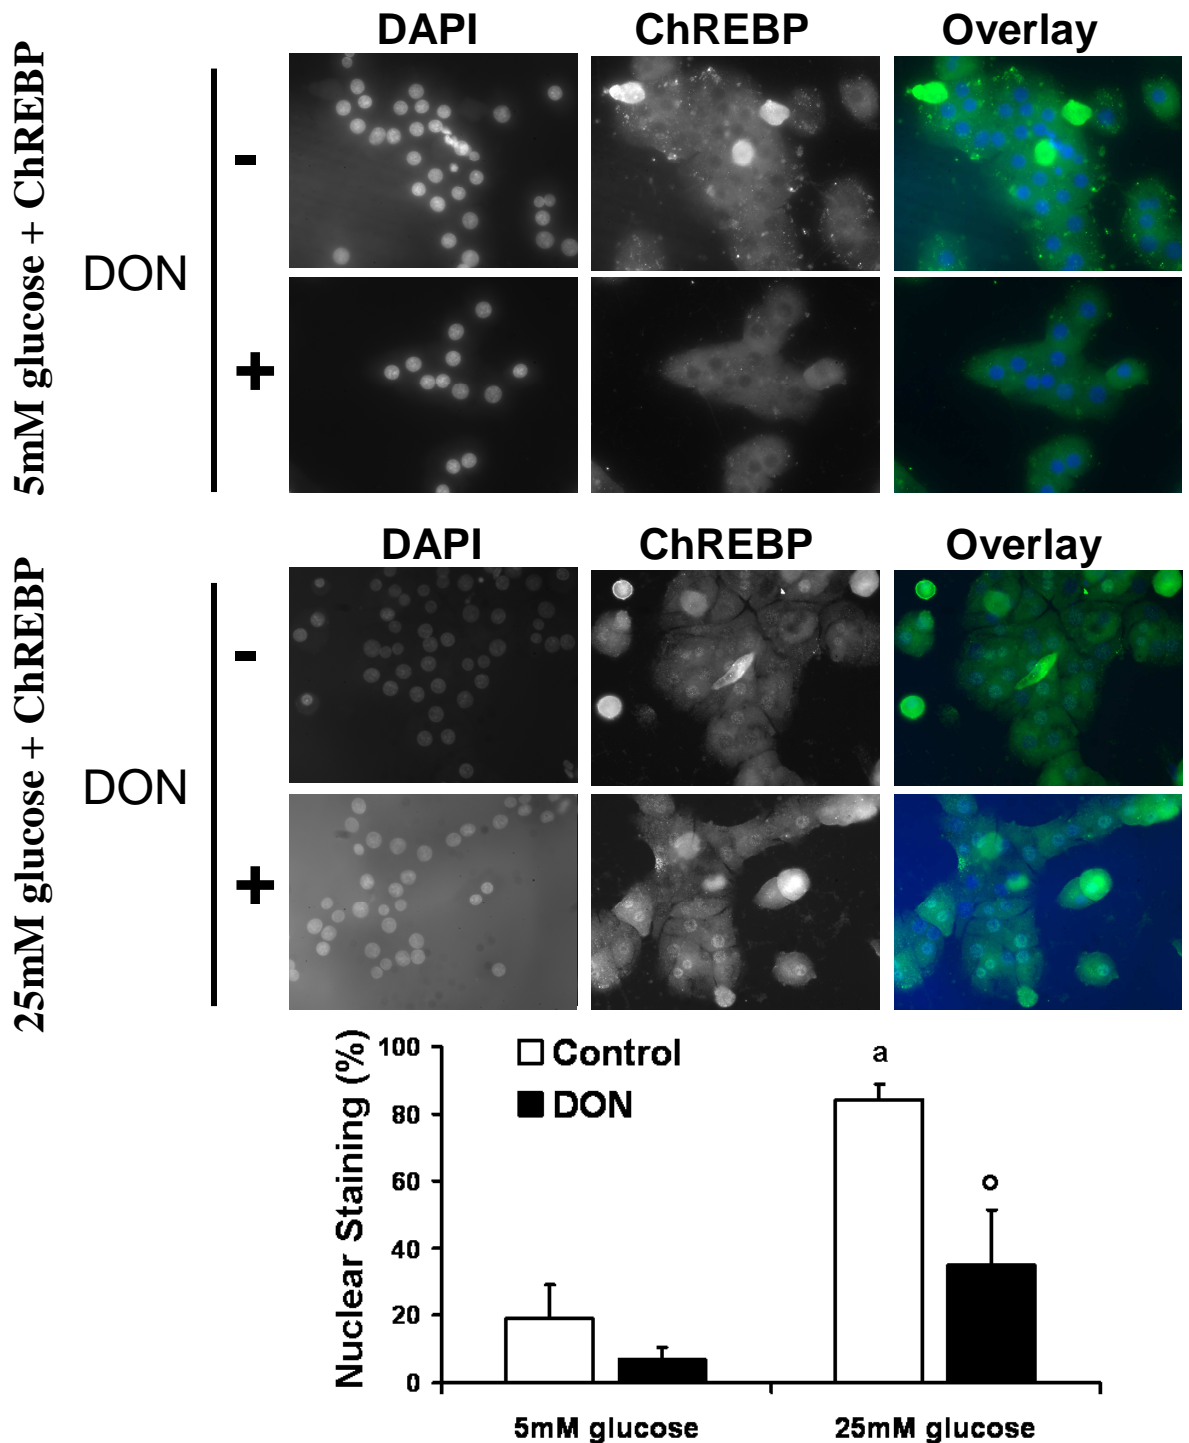 DAPI ChREBP Overlay
5mM glucose + ChREBP
DON
-
+
DAPI ChREBP Overlay
25mM glucose + ChREBP
DON
-
+
Nuclear Staining (%)
100
80
60
40
20
0
Control
DON
a
5mM glucose 25mM glucose